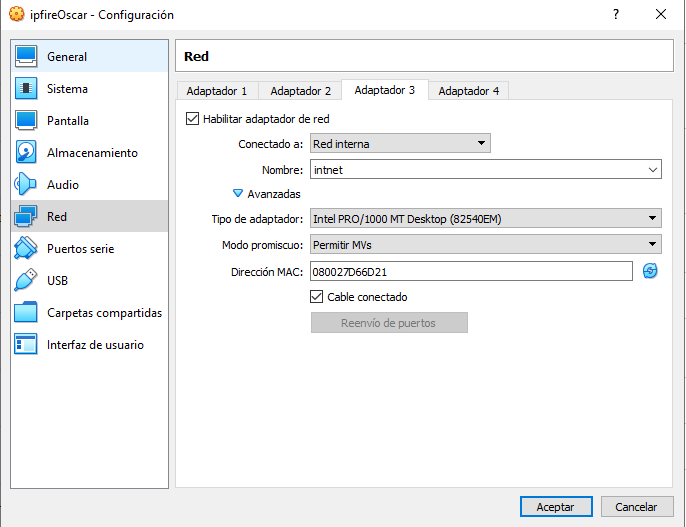 ipfireOscar - Configuración
?
General
Sistema
Pantalla
Almacenamiento
Audio
Red
Puertos serie
USB
Carpetas compartidas
Interfaz de usuario
Red
Adaptador 1 Adaptador 2 Adaptador 3 Adaptador 4
Habilitar adaptador de red
Conectado a: Red interna
Nombre: intnet
Avanzadas
Tipo de adaptador: Intel PRO/1000 MT Desktop (82540EM)
Modo promiscuo: Permitir MVs
Dirección MAC: 080027D66D21
Cable conectado
Reenvío de puertos
Aceptar Cancelar